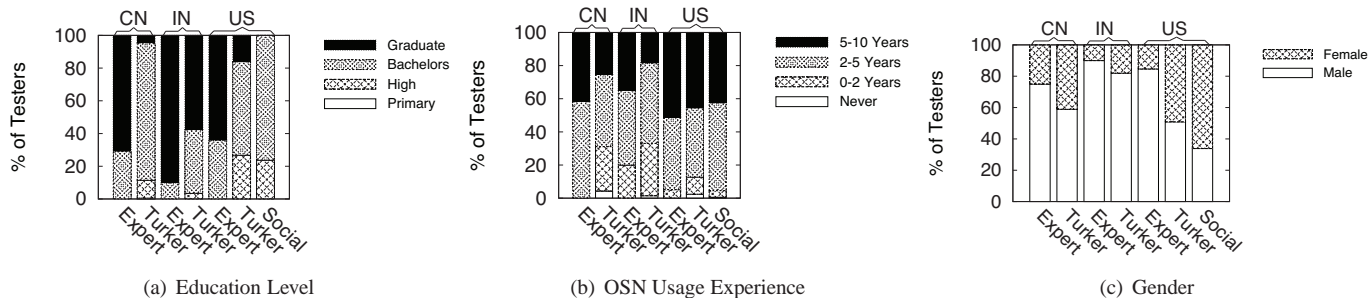 CN IN US
100
80
60
40
20
0
% of Testers
Expert
Turker
Expert
Turker
Expert
Turker
Social
Graduate
Bachelors
High
Primary
(a) Education Level
CN IN US
100
80
60
40
20
0
% of Testers
Expert
Turker
Expert
Turker
Expert
Turker
Social
5-10 Years
2-5 Years
0-2 Years
Never
(b) OSN Usage Experience
CN IN US
100
80
60
40
20
0
% of Testers
Expert
Turker
Expert
Turker
Expert
Turker
Social
Female
Male
(c) Gender